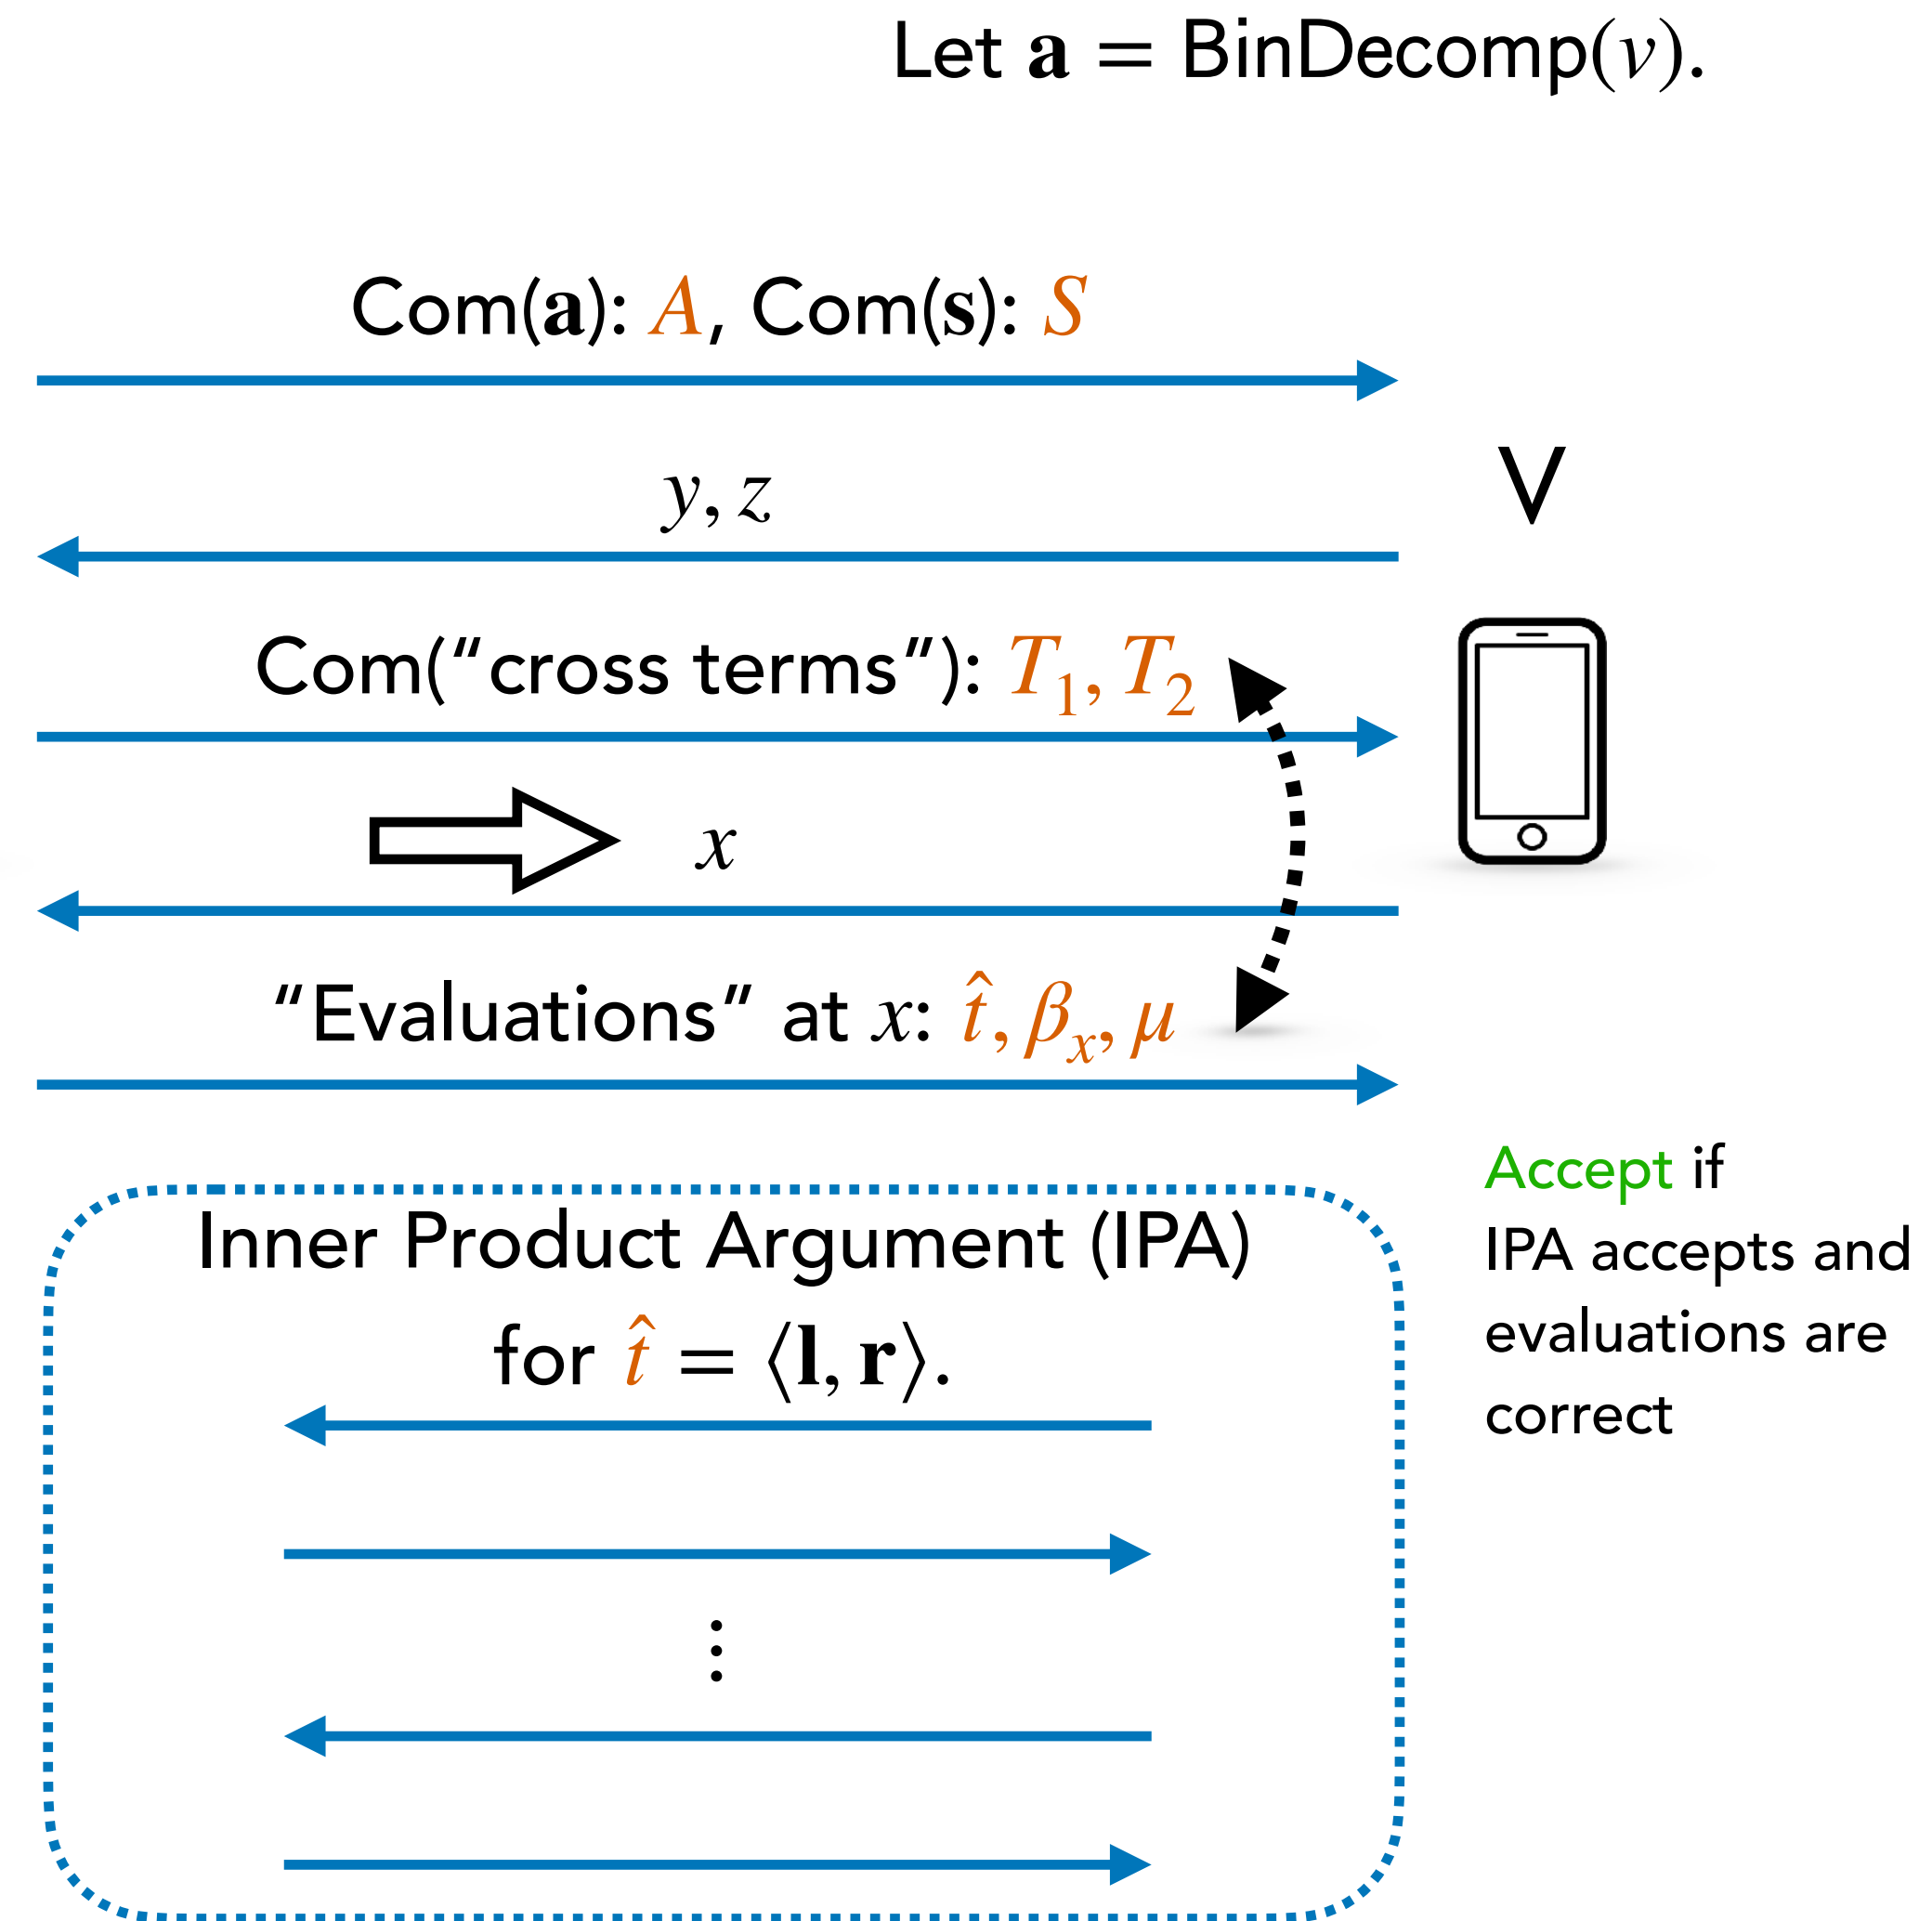 Let 𝐚 = BinDecomp(v).
Com(𝐚): A, Com(𝐬): S
y, z
V
Com(“cross terms”): T₁, T₂
x
“Evaluations” at x: t̂, βₓ, μ
Accept if
IPA accepts and
evaluations are
correct
Inner Product Argument (IPA)
for t̂ = ⟨𝐥, 𝐫⟩.
⋮